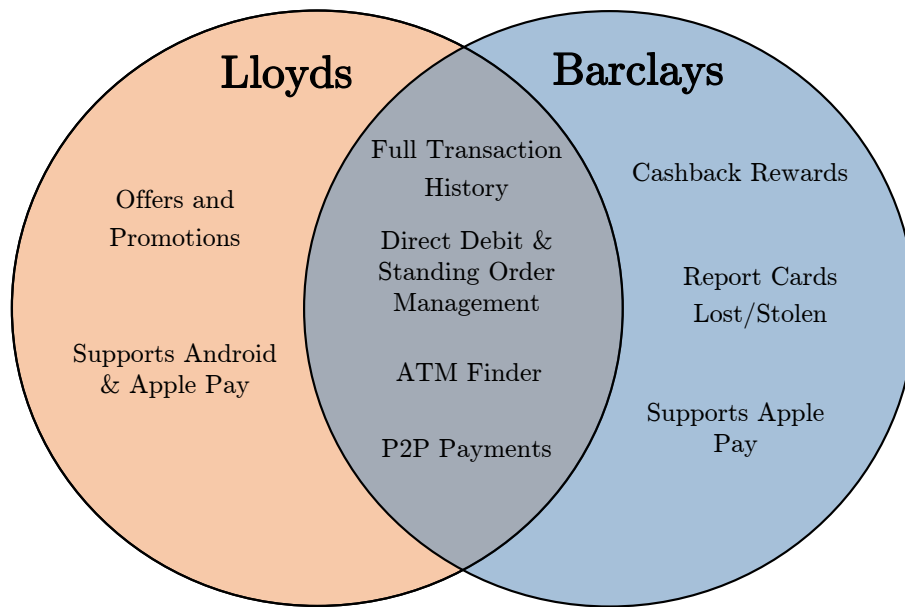 Lloyds
Barclays
Offers and
Promotions
Supports Android
& Apple Pay
Full Transaction
History
Direct Debit &
Standing Order
Management
ATM Finder
P2P Payments
Cashback Rewards
Report Cards
Lost/Stolen
Supports Apple
Pay